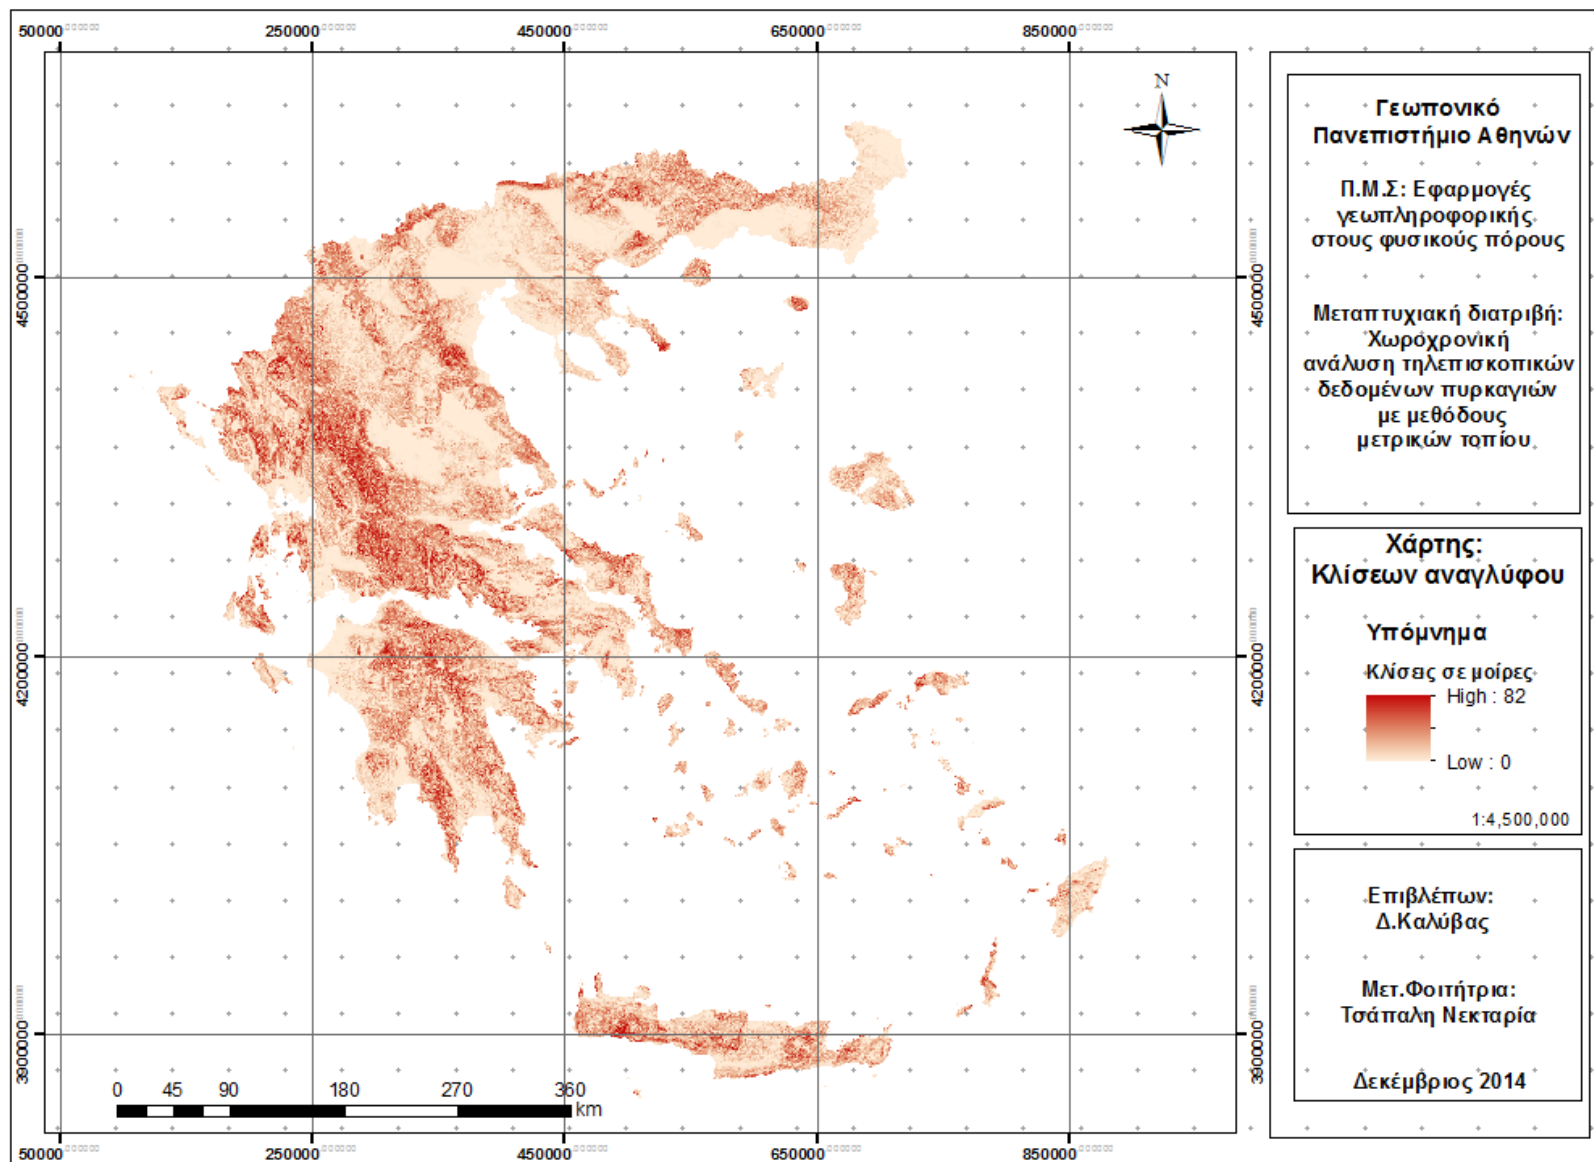 50000 250000 450000 650000 850000
N
4500000
4200000
3900000
4500000
4200000
3900000
0 45 90 180 270 360
km
50000 250000 450000 650000 850000
Γεωπονικό
Πανεπιστήμιο Αθηνών
Π.Μ.Σ: Εφαρμογές
γεωπληροφορικής
στους φυσικούς πόρους
Μεταπτυχιακή διατριβή:
Χωροχρονική
ανάλυση τηλεπισκοπικών
δεδομένων πυρκαγιών
με μεθόδους
μετρικών τοπίου
Χάρτης:
Κλίσεων αναγλύφου
Υπόμνημα
Κλίσεις σε μοίρες
High : 82
Low : 0
1:4,500,000
Επιβλέπων:
Δ.Καλύβας
Μετ.Φοιτήτρια:
Τσάπαλη Νεκταρία
Δεκέμβριος 2014